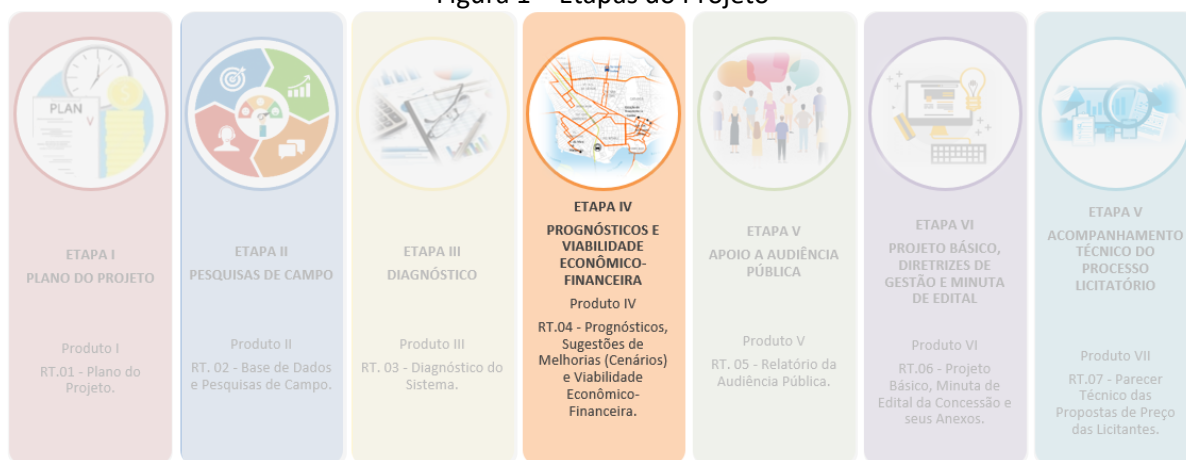 Figura 1 – Etapas do Projeto
PLAN
ETAPA I
PLANO DO PROJETO
Produto I
RT.01 - Plano do
Projeto.
ETAPA II
PESQUISAS DE CAMPO
Produto II
RT. 02 - Base de Dados
e Pesquisas de Campo.
ETAPA III
DIAGNÓSTICO
Produto III
RT. 03 - Diagnóstico do
Sistema.
ETAPA IV
PROGNÓSTICOS E
VIABILIDADE
ECONÔMICO-
FINANCEIRA
Produto IV
RT.04 - Prognósticos,
Sugestões de
Melhorias (Cenários)
e Viabilidade
Econômico-
Financeira.
ETAPA V
APOIO A AUDIÊNCIA
PÚBLICA
Produto V
RT. 05 - Relatório da
Audiência Pública.
ETAPA VI
PROJETO BÁSICO,
DIRETRIZES DE
GESTÃO E MINUTA
DE EDITAL
Produto VI
RT.06 - Projeto
Básico, Minuta de
Edital da Concessão e
seus Anexos.
ETAPA V
ACOMPANHAMENTO
TÉCNICO DO
PROCESSO
LICITATÓRIO
Produto VII
RT.07 - Parecer
Técnico das
Propostas de Preço
das Licitantes.